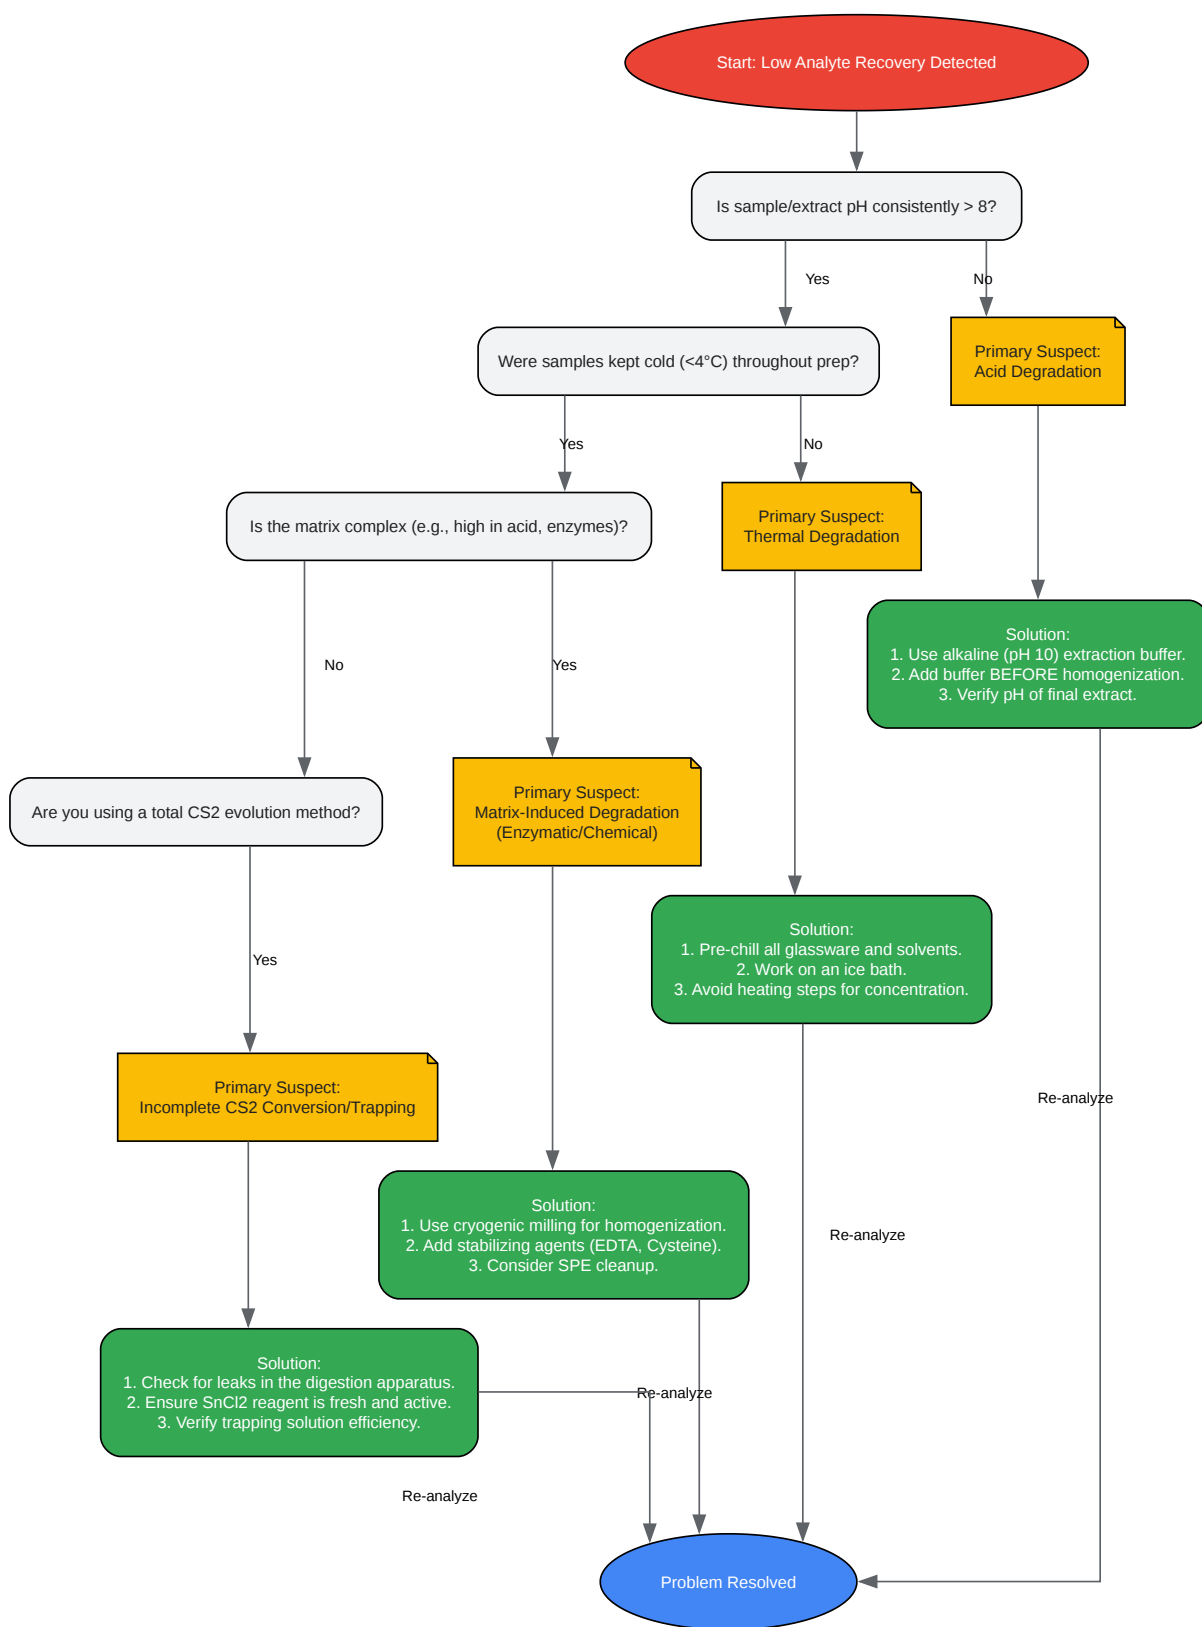 Start: Low Analyte Recovery Detected
Is sample/extract pH consistently > 8?
Yes
No
Were samples kept cold (<4°C) throughout prep?
Primary Suspect:
Acid Degradation
Yes
No
Is the matrix complex (e.g., high in acid, enzymes)?
Primary Suspect:
Thermal Degradation
Solution:
1. Use alkaline (pH 10) extraction buffer.
2. Add buffer BEFORE homogenization.
3. Verify pH of final extract.
No
Yes
Are you using a total CS2 evolution method?
Primary Suspect:
Matrix-Induced Degradation
(Enzymatic/Chemical)
Solution:
1. Pre-chill all glassware and solvents.
2. Work on an ice bath.
3. Avoid heating steps for concentration.
Yes
Primary Suspect:
Incomplete CS2 Conversion/Trapping
Re-analyze
Solution:
1. Use cryogenic milling for homogenization.
2. Add stabilizing agents (EDTA, Cysteine).
3. Consider SPE cleanup.
Re-analyze
Solution:
1. Check for leaks in the digestion apparatus.
2. Ensure SnCl2 reagent is fresh and active.
3. Verify trapping solution efficiency.
Re-analyze
Re-analyze
Problem Resolved